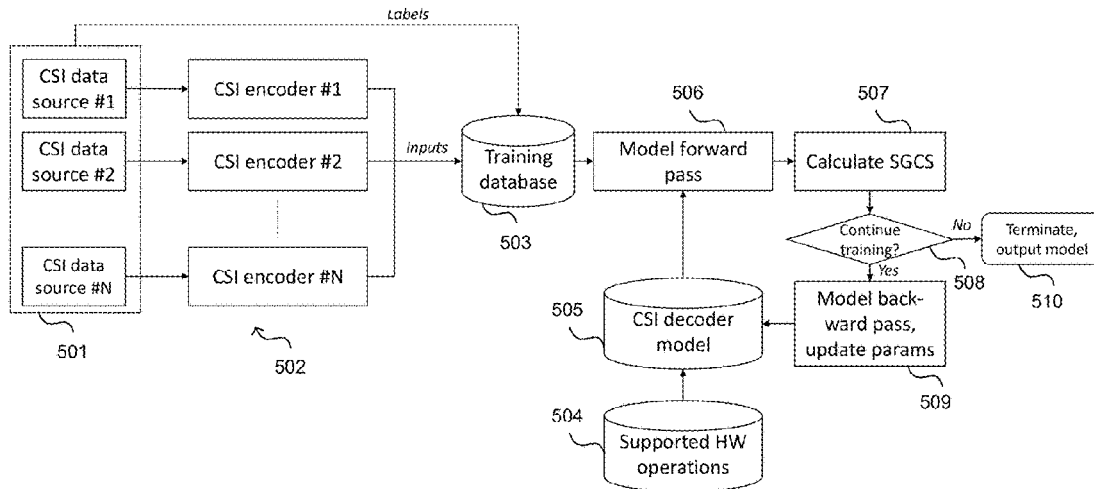 Labels
CSI data
source #1
CSI encoder #1
CSI data
source #2
CSI encoder #2
CSI data
source #N
CSI encoder #N
501
502
inputs
Training
database
503
506
Model forward
pass
507
Calculate SGCS
Continue
training?
No
508
Terminate,
output model
510
Yes
Model back-
ward pass,
update params
509
505
CSI decoder
model
504
Supported HW
operations